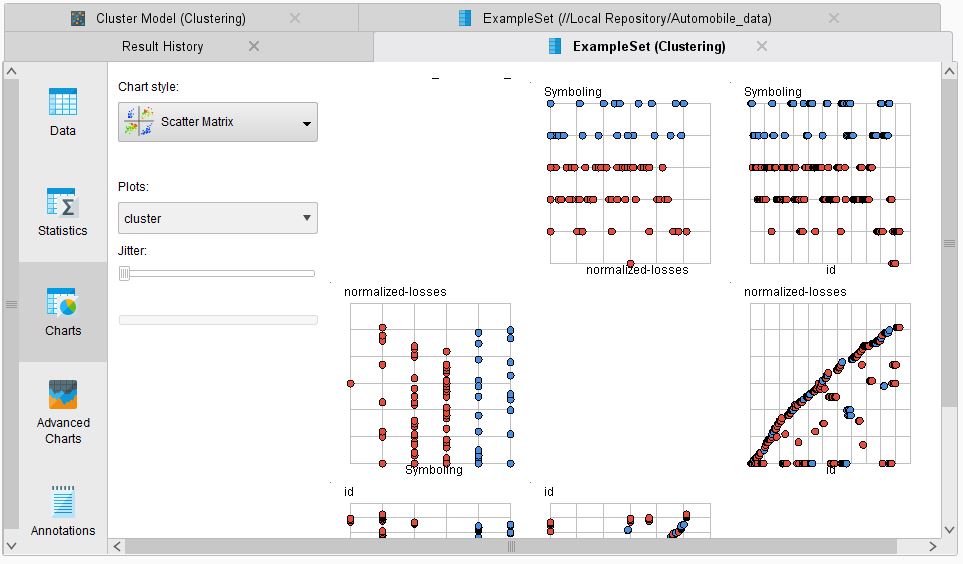 Cluster Model (Clustering)
ExampleSet (//Local Repository/Automobile_data)
Result History
ExampleSet (Clustering)
Data
Statistics
Charts
Advanced
Charts
Annotations
Chart style:
Scatter Matrix
Plots:
cluster
Jitter:
Symboling
normalized-losses
Symboling
id
normalized-losses
Symboling
normalized-losses
id
id
id